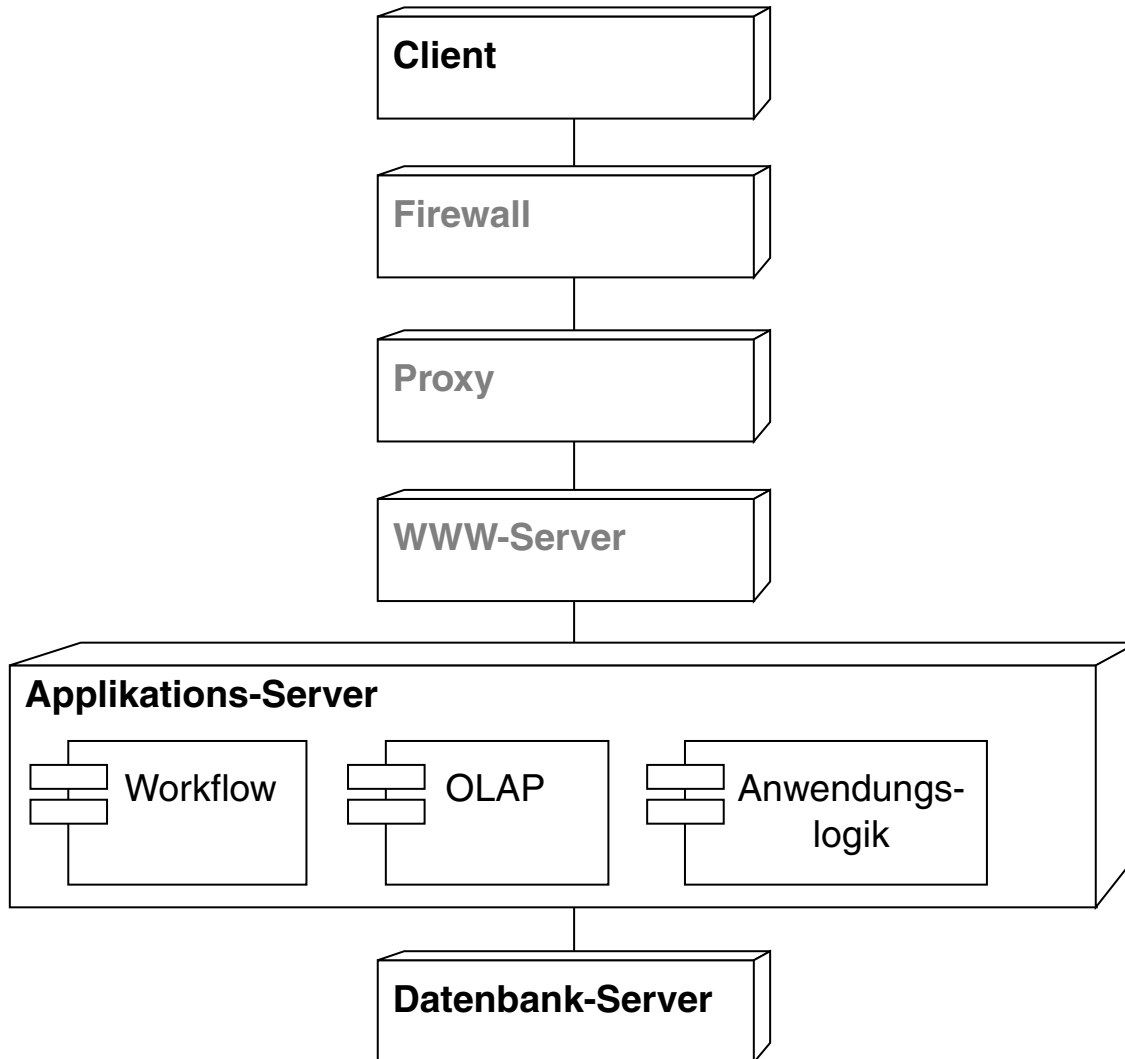 Client
Firewall
Proxy
WWW-Server
Applikations-Server
Workflow
OLAP
Anwendungs-
logik
Datenbank-Server